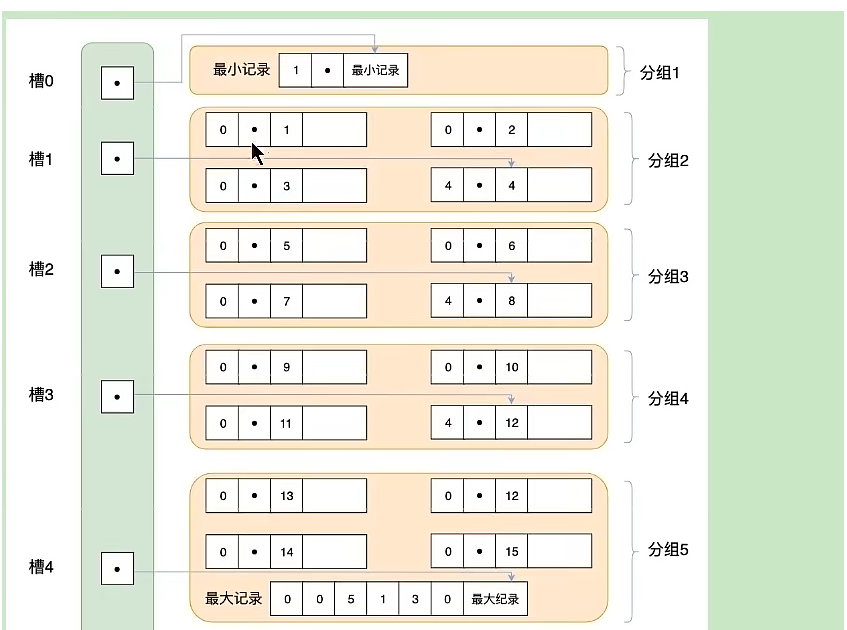 槽0
最小记录 1 • 最小记录
分组1
0 • 1
0 • 2
槽1
分组2
0 • 3
4 • 4
0 • 5
0 • 6
槽2
分组3
0 • 7
4 • 8
0 • 9
0 • 10
槽3
分组4
0 • 11
4 • 12
0 • 13
0 • 12
0 • 14
0 • 15
分组5
槽4
最大记录 0 0 5 1 3 0 最大纪录